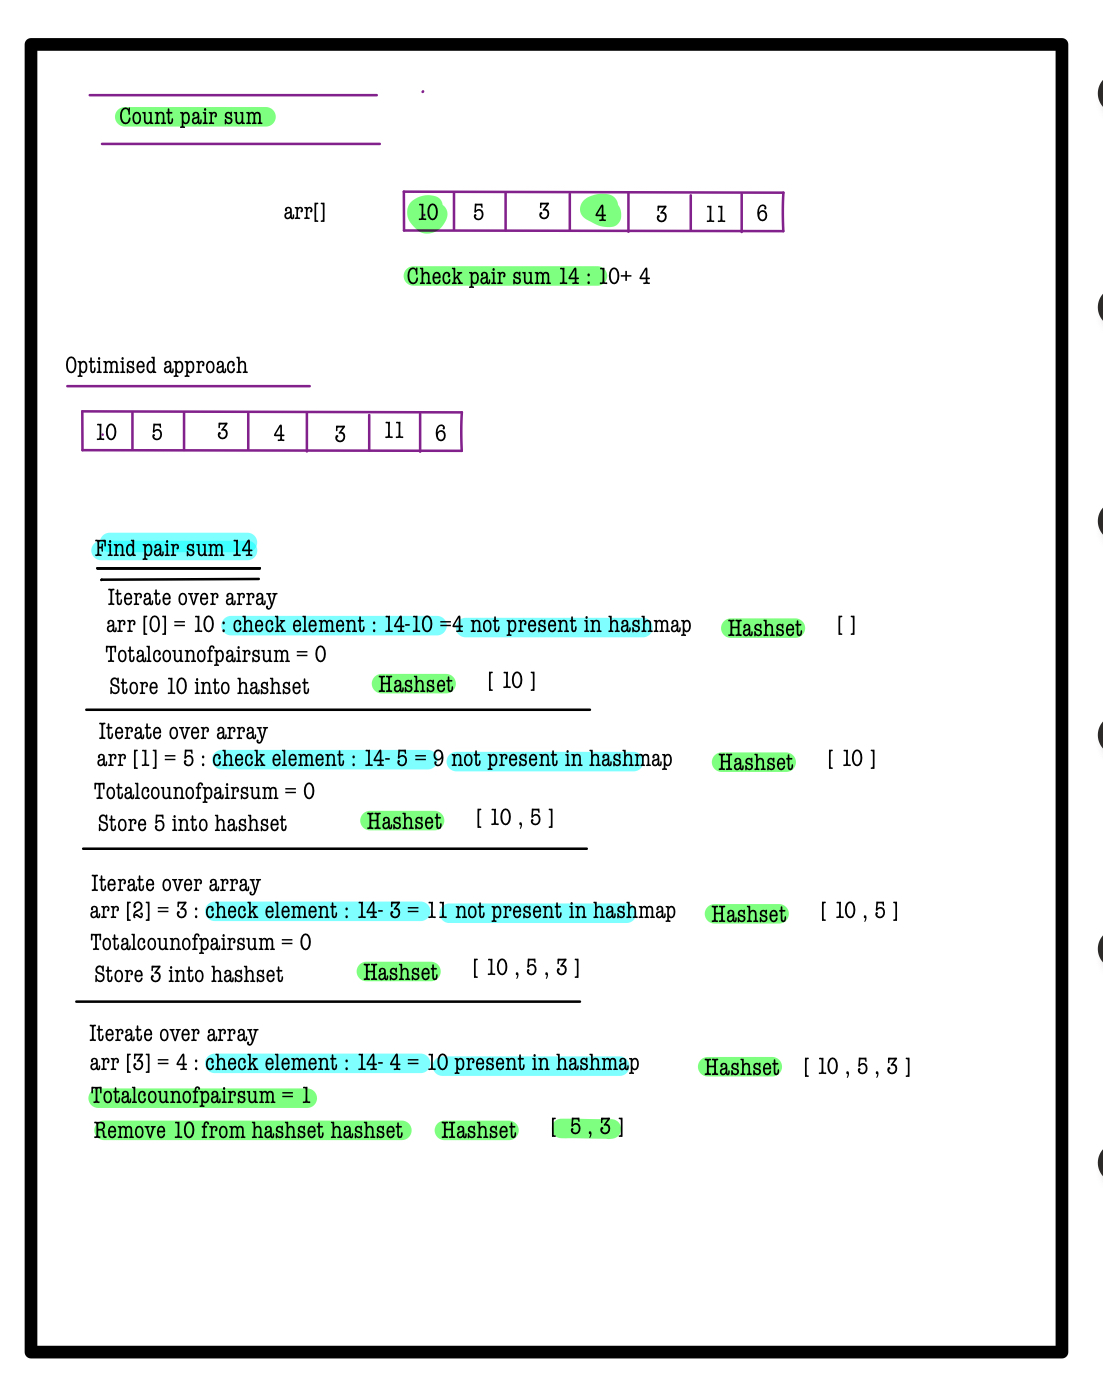 Count pair sum
arr[] 10 5 3 4 3 11 6
Check pair sum 14 : 10+ 4
Optimised approach
10 5 3 4 3 11 6
Find pair sum 14
Iterate over array
arr [0] = 10 : check element : 14-10 =4 not present in hashmap Hashset [ ]
Totalcounofpairsum = 0
Store 10 into hashset Hashset [ 10 ]
Iterate over array
arr [1] = 5 : check element : 14- 5 = 9 not present in hashmap Hashset [ 10 ]
Totalcounofpairsum = 0
Store 5 into hashset Hashset [ 10 , 5 ]
Iterate over array
arr [2] = 3 : check element : 14- 3 = 11 not present in hashmap Hashset [ 10 , 5 ]
Totalcounofpairsum = 0
Store 3 into hashset Hashset [ 10 , 5 , 3 ]
Iterate over array
arr [3] = 4 : check element : 14- 4 = 10 present in hashmap Hashset [ 10 , 5 , 3 ]
Totalcounofpairsum = 1
Remove 10 from hashset hashset Hashset [ 5 , 3 ]